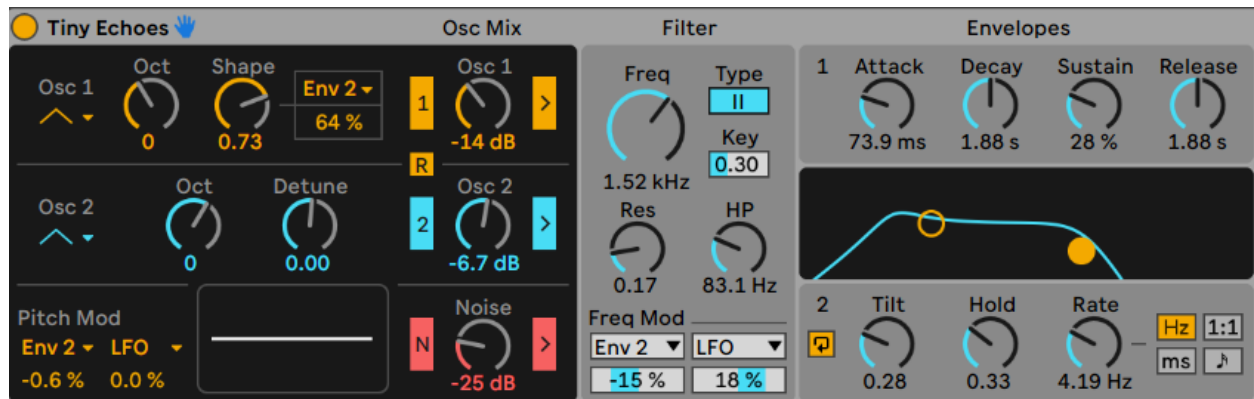 Tiny Echoes
Osc Mix
Filter
Envelopes
Osc 1
Oct
0
Shape
0.73
Env 2
64 %
1
Osc 1
-14 dB
>
R
Osc 2
Oct
0
Detune
0.00
2
Osc 2
-6.7 dB
>
Pitch Mod
Env 2
LFO
-0.6 %
0.0 %
N
Noise
-25 dB
>
Freq
1.52 kHz
Type
II
Key
0.30
Res
0.17
HP
83.1 Hz
Freq Mod
Env 2
LFO
-15 %
18 %
1
Attack
73.9 ms
Decay
1.88 s
Sustain
28 %
Release
1.88 s
2
Tilt
0.28
Hold
0.33
Rate
4.19 Hz
Hz
1:1
ms